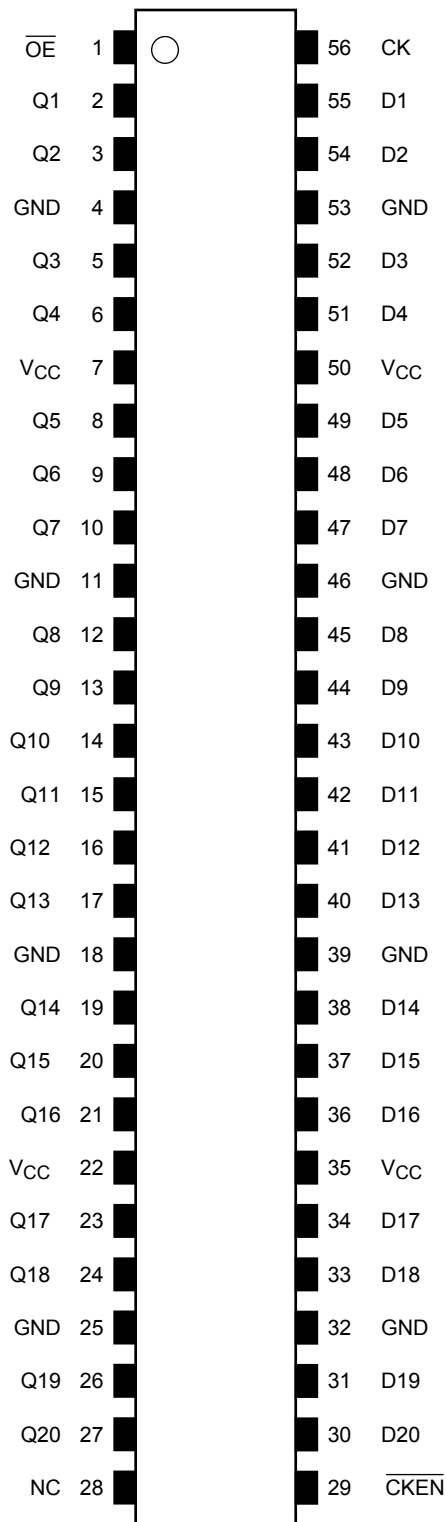 O̅E̅ 1 56 CK
Q1 2 55 D1
Q2 3 54 D2
GND 4 53 GND
Q3 5 52 D3
Q4 6 51 D4
VCC 7 50 VCC
Q5 8 49 D5
Q6 9 48 D6
Q7 10 47 D7
GND 11 46 GND
Q8 12 45 D8
Q9 13 44 D9
Q10 14 43 D10
Q11 15 42 D11
Q12 16 41 D12
Q13 17 40 D13
GND 18 39 GND
Q14 19 38 D14
Q15 20 37 D15
Q16 21 36 D16
VCC 22 35 VCC
Q17 23 34 D17
Q18 24 33 D18
GND 25 32 GND
Q19 26 31 D19
Q20 27 30 D20
NC 28 29 C̅K̅E̅N̅